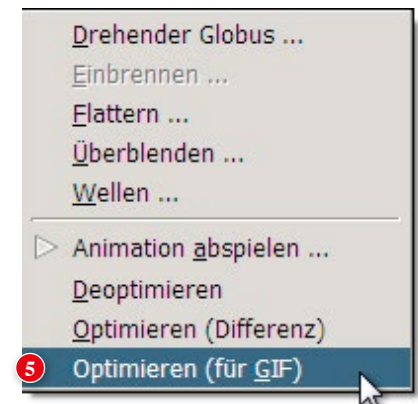 Drehender Globus ...
Einbrennen ...
Flattern ...
Überblenden ...
Wellen ...
Animation abspielen ...
Deoptimieren
Optimieren (Differenz)
5 Optimieren (für GIF)